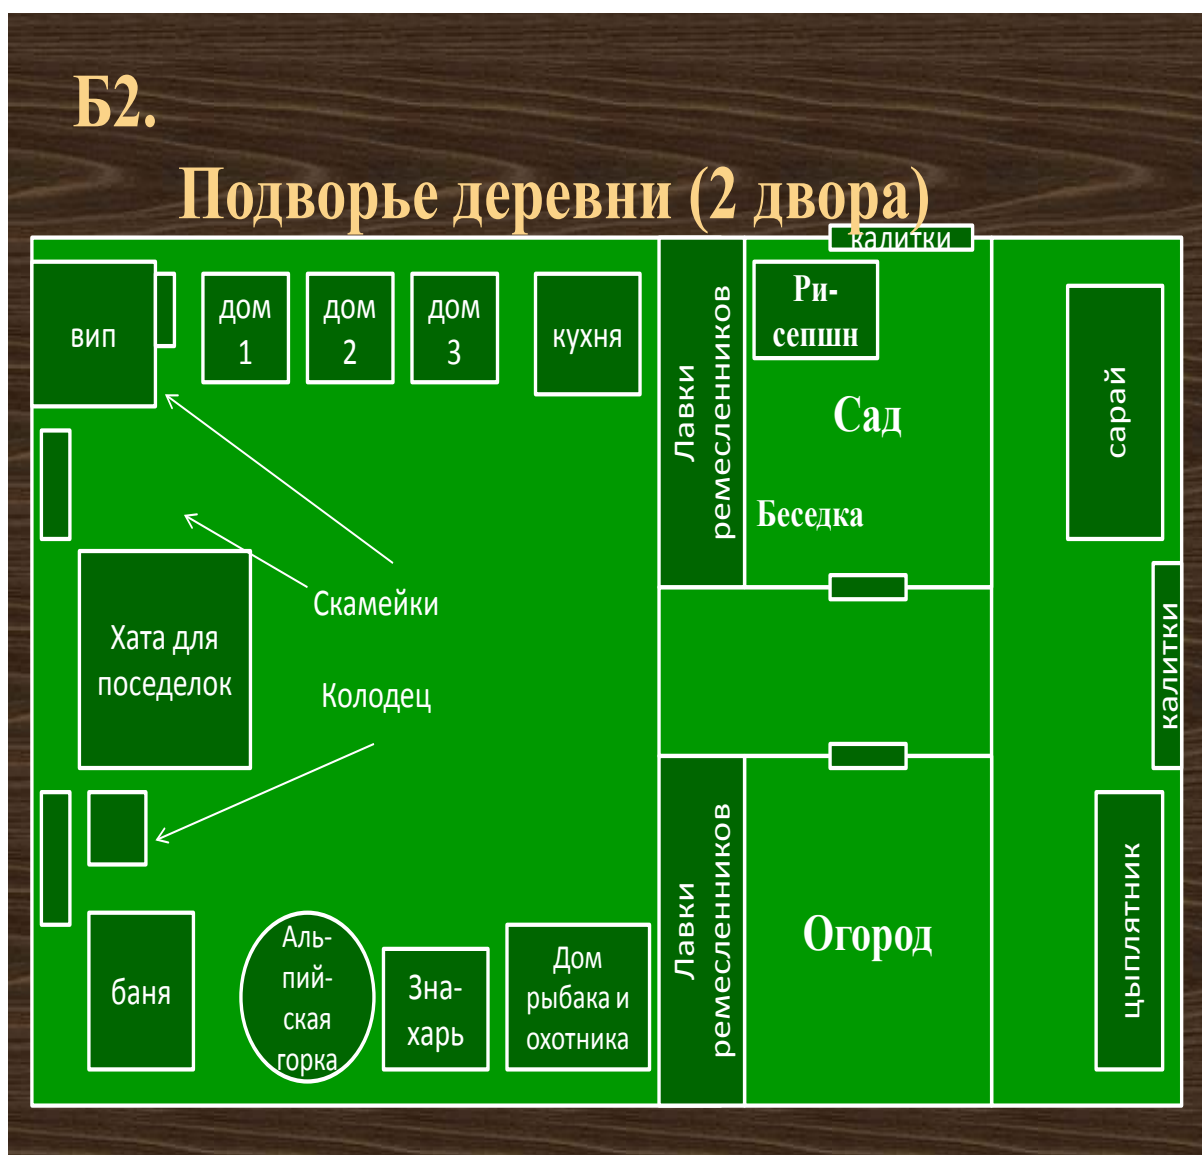 Б2.
Подворье деревни (2 двора)
калитки
вип
дом
1
дом
2
дом
3
кухня
Лавки
ремесленников
Ри-
сепшн
Сад
Беседка
сарай
Скамейки
Хата для
поседелок
Колодец
калитки
баня
Аль-
пий-
ская
горка
Зна-
харь
Дом
рыбака и
охотника
Лавки
ремесленников
Огород
цыплятник